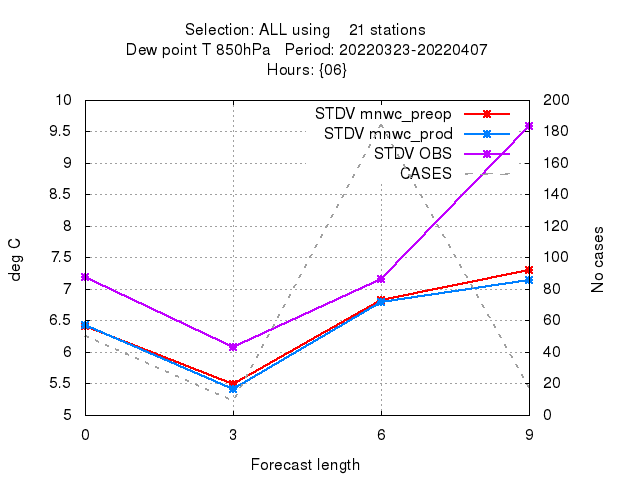 Selection: ALL using    21 stations
Dew point T 850hPa   Period: 20220323-20220407
Hours: {06}
STDV mnwc_preop
STDV mnwc_prod
STDV OBS
CASES
10
9.5
9
8.5
8
7.5
7
6.5
6
5.5
5
200
180
160
140
120
100
80
60
40
20
0
deg C
No cases
0 3 6 9
Forecast length